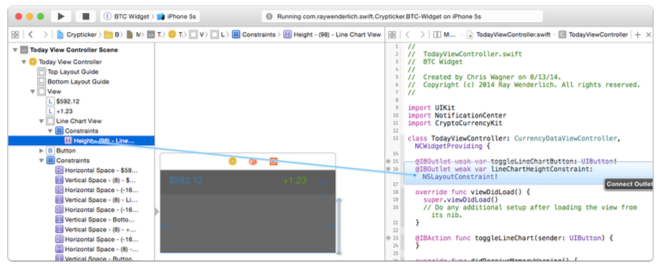 BTC Widget
iPhone 5s
Running com.raywenderlich.swift.Crypticker.BTC-Widget on iPhone 5s
Crypticker
B
M
T
T.
V
L
Constraints
Height - (98) - Line Chart View
M...
TodayViewController.swift
TodayViewController
Today View Controller Scene
Today View Controller
Top Layout Guide
Bottom Layout Guide
View
L $592.12
L +1.23
Line Chart View
Constraints
Height - (98) - Line...
B Button
Constraints
Horizontal Space - $59...
Vertical Space - (8) - $...
Horizontal Space - (-16...
Vertical Space - (8) - Li...
Horizontal Space - (-16...
Vertical Space - Botto...
Horizontal Space - (-16...
Vertical Space - (8) - +...
Horizontal Space - (-16...
Vertical Space - Button
$592.12
+1.23
//
// TodayViewController.swift
// BTC Widget
//
// Created by Chris Wagner on 8/13/14.
// Copyright (c) 2014 Ray Wenderlich. All rights reserved.
//
import UIKit
import NotificationCenter
import CryptoCurrencyKit
class TodayViewController: CurrencyDataViewController,
NCWidgetProviding {
@IBOutlet weak var toggleLineChartButton: UIButton!
@IBOutlet weak var lineChartHeightConstraint:
NSLayoutConstraint!
Connect Outlet
override func viewDidLoad() {
super.viewDidLoad()
// Do any additional setup after loading the view from
its nib.
}
@IBAction func toggleLineChart(sender: UIButton) {
}
override func didReceiveMemoryWarning() {